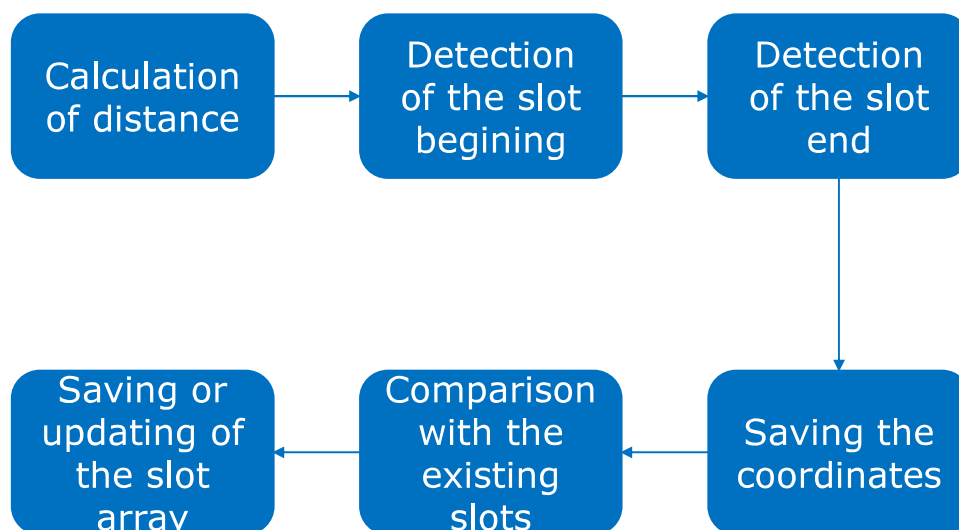 Calculation
of distance
Detection
of the slot
begining
Detection
of the slot
end
Saving or
updating of
the slot
array
Comparison
with the
existing
slots
Saving the
coordinates